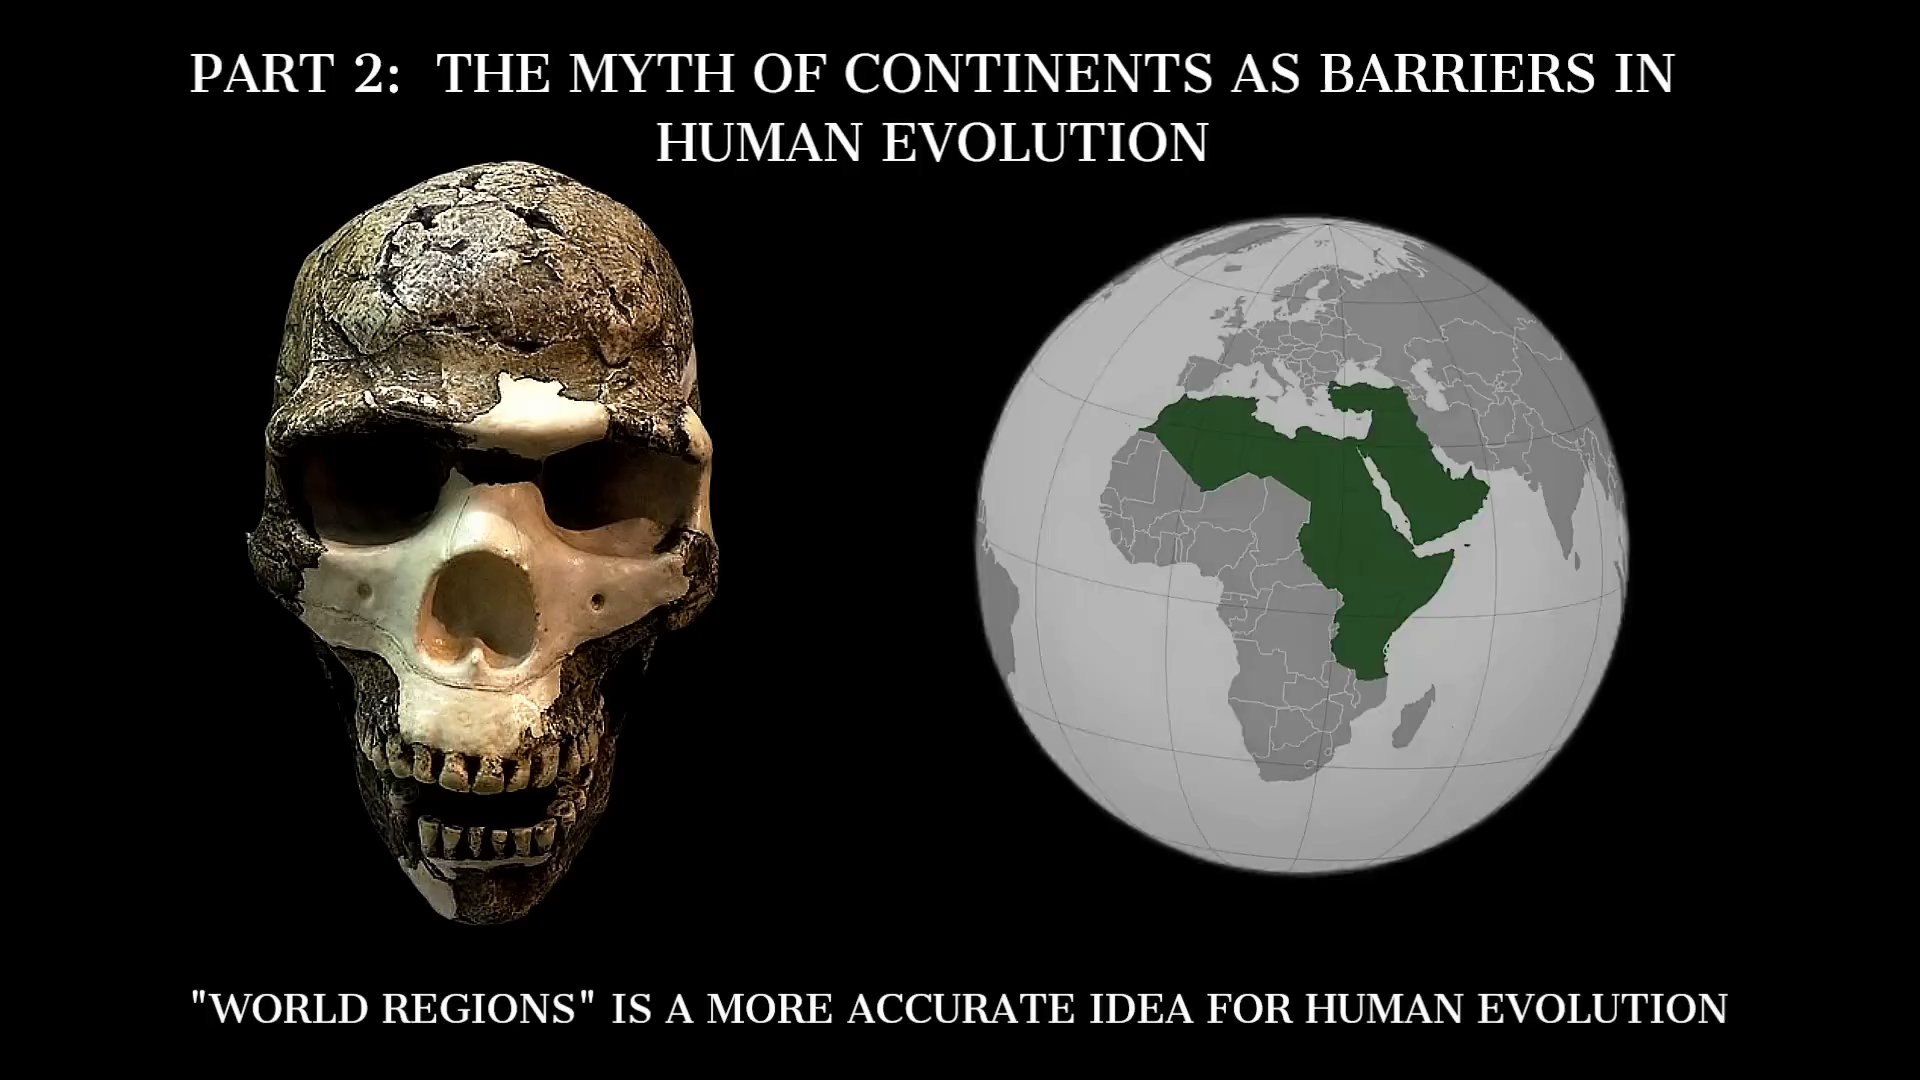 PART 2: THE MYTH OF CONTINENTS AS BARRIERS IN
HUMAN EVOLUTION
"WORLD REGIONS" IS A MORE ACCURATE IDEA FOR HUMAN EVOLUTION